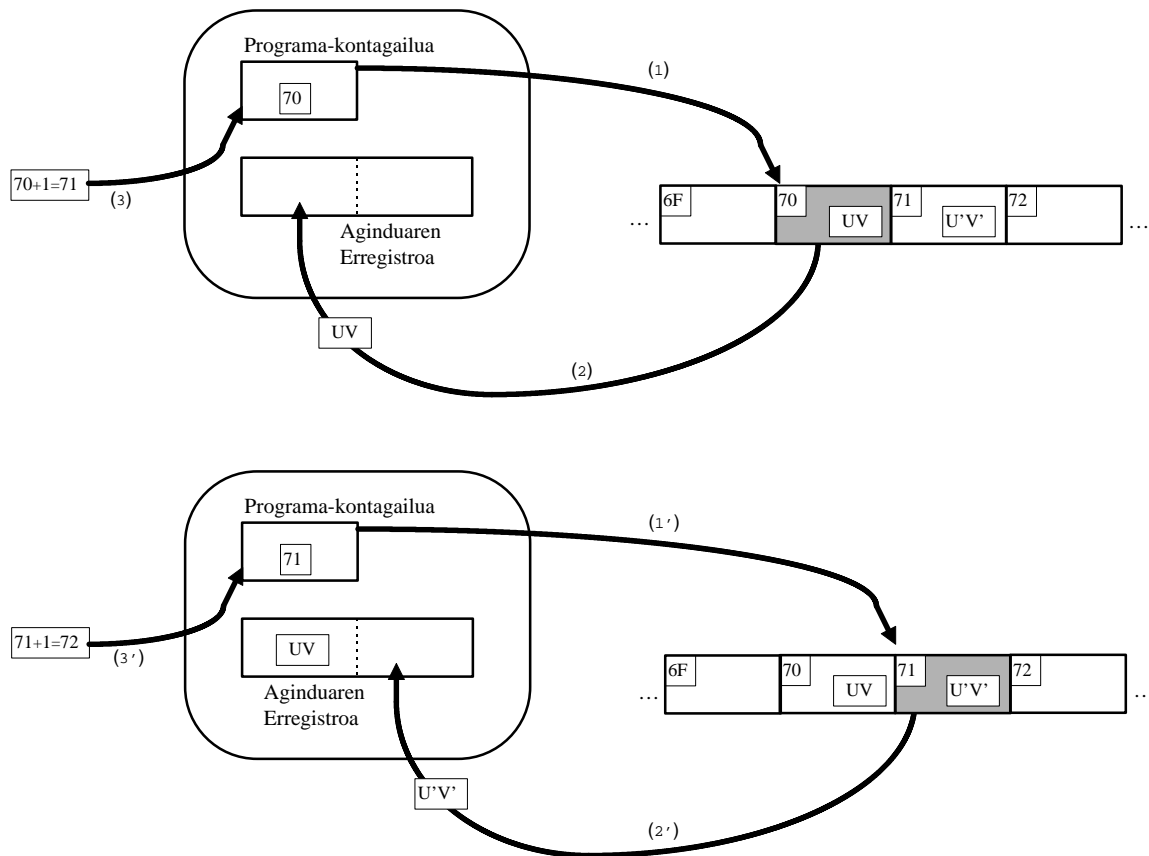 Programa-kontagailua
(1)
70
70+1=71
(3)
6F
70
71
72
...
UV
U’V’
...
Aginduaren
Erregistroa
UV
(2)
Programa-kontagailua
(1’)
71
71+1=72
(3’)
UV
6F
70
71
72
...
UV
U’V’
..
Aginduaren
Erregistroa
U’V’
(2’)